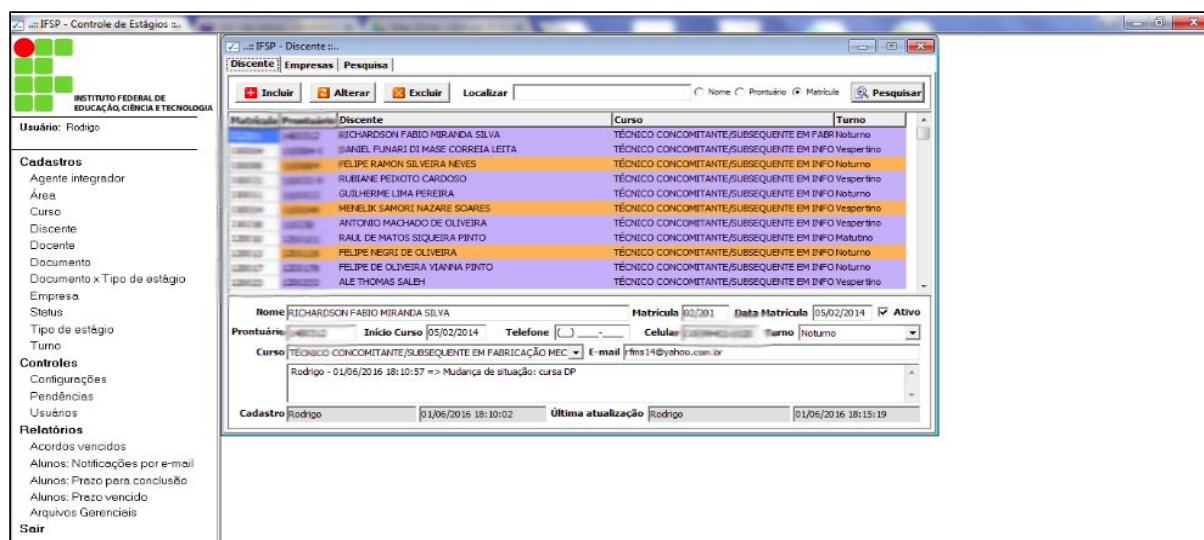 ..:: IFSP - Controle de Estágios ::..
INSTITUTO FEDERAL DE
EDUCAÇÃO, CIÊNCIA E TECNOLOGIA
Usuário: Rodrigo
Cadastros
Agente integrador
Área
Curso
Discente
Docente
Documento
Documento x Tipo de estágio
Empresa
Status
Tipo de estágio
Turno
Controles
Configurações
Pendências
Usuários
Relatórios
Acordos vencidos
Alunos: Notificações por e-mail
Alunos: Prazo para conclusão
Alunos: Prazo vencido
Arquivos Gerenciais
Sair
..:: IFSP - Discente ::..
Discente Empresas Pesquisa
Incluir Alterar Excluir Localizar Nome Prontuário Matrícula Pesquisar
Matrícula Prontuário Discente Curso Turno
RICHARDSON FABIO MIRANDA SILVA TÉCNICO CONCOMITANTE/SUBSEQUENTE EM FABR Noturno
DANIEL FUNARI DI MASE CORREIA LEITA TÉCNICO CONCOMITANTE/SUBSEQUENTE EM INFO Vespertino
FELIPE RAMON SILVEIRA NEVES TÉCNICO CONCOMITANTE/SUBSEQUENTE EM INFO Noturno
RUBIANE PEIXOTO CARDOSO TÉCNICO CONCOMITANTE/SUBSEQUENTE EM INFO Vespertino
GUILHERME LIMA PEREIRA TÉCNICO CONCOMITANTE/SUBSEQUENTE EM INFO Noturno
MENELIK SAMORI NAZARE SOARES TÉCNICO CONCOMITANTE/SUBSEQUENTE EM INFO Vespertino
ANTONIO MACHADO DE OLIVEIRA TÉCNICO CONCOMITANTE/SUBSEQUENTE EM INFO Vespertino
RAUL DE MATOS SIQUEIRA PINTO TÉCNICO CONCOMITANTE/SUBSEQUENTE EM INFO Matutino
FELIPE NEGRI DE OLIVEIRA TÉCNICO CONCOMITANTE/SUBSEQUENTE EM INFO Noturno
FELIPE DE OLIVEIRA VIANNA PINTO TÉCNICO CONCOMITANTE/SUBSEQUENTE EM INFO Vespertino
ALE THOMAS SALEH TÉCNICO CONCOMITANTE/SUBSEQUENTE EM INFO Vespertino
Nome RICHARDSON FABIO MIRANDA SILVA Matrícula Data Matrícula 05/02/2014 Ativo
Prontuário Início Curso 05/02/2014 Telefone (__) ____-____ Celular Turno Noturno
Curso TÉCNICO CONCOMITANTE/SUBSEQUENTE EM FABRICAÇÃO MEC E-mail rfms14@yahoo.com.br
Rodrigo - 01/06/2016 18:10:57 => Mudança de situação: cursa DP
Cadastro Rodrigo 01/06/2016 18:10:02 Última atualização Rodrigo 01/06/2016 18:15:19